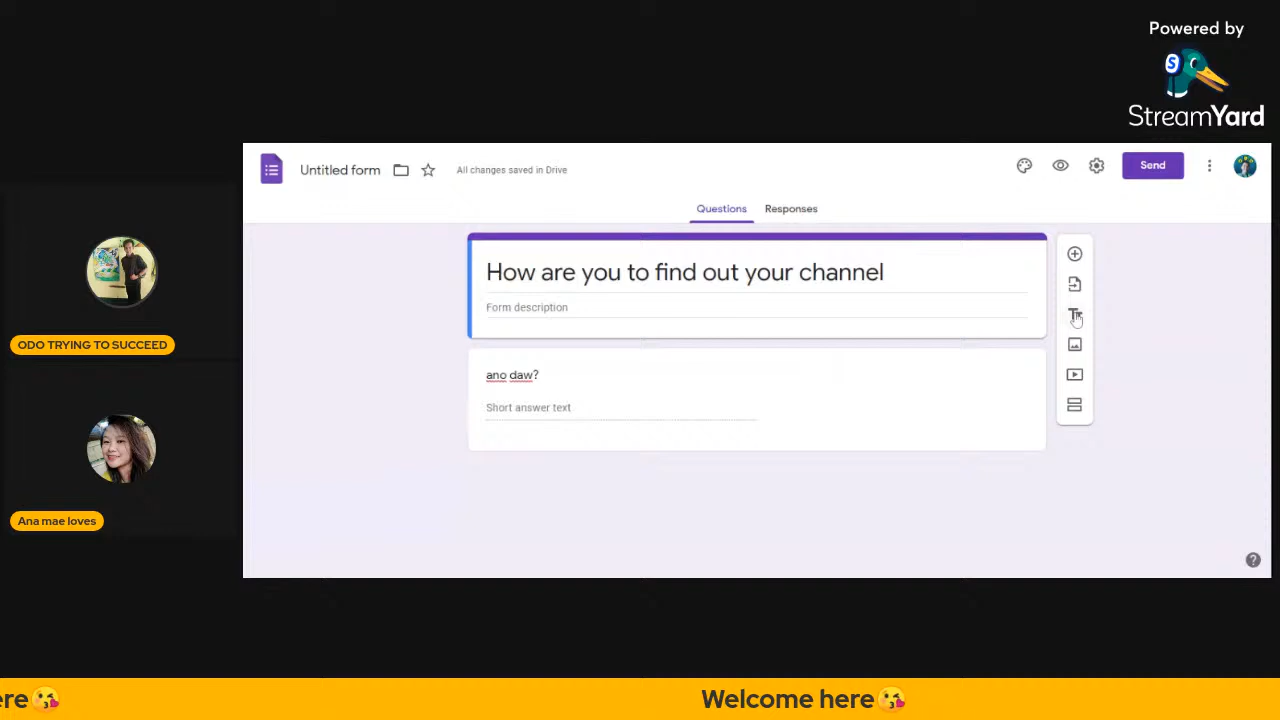 Powered by
StreamYard
Untitled form
All changes saved in Drive
Send
Questions
Responses
How are you to find out your channel
Form description
ano daw?
Short answer text
ODO TRYING TO SUCCEED
Ana mae loves
ere😘
Welcome here😘